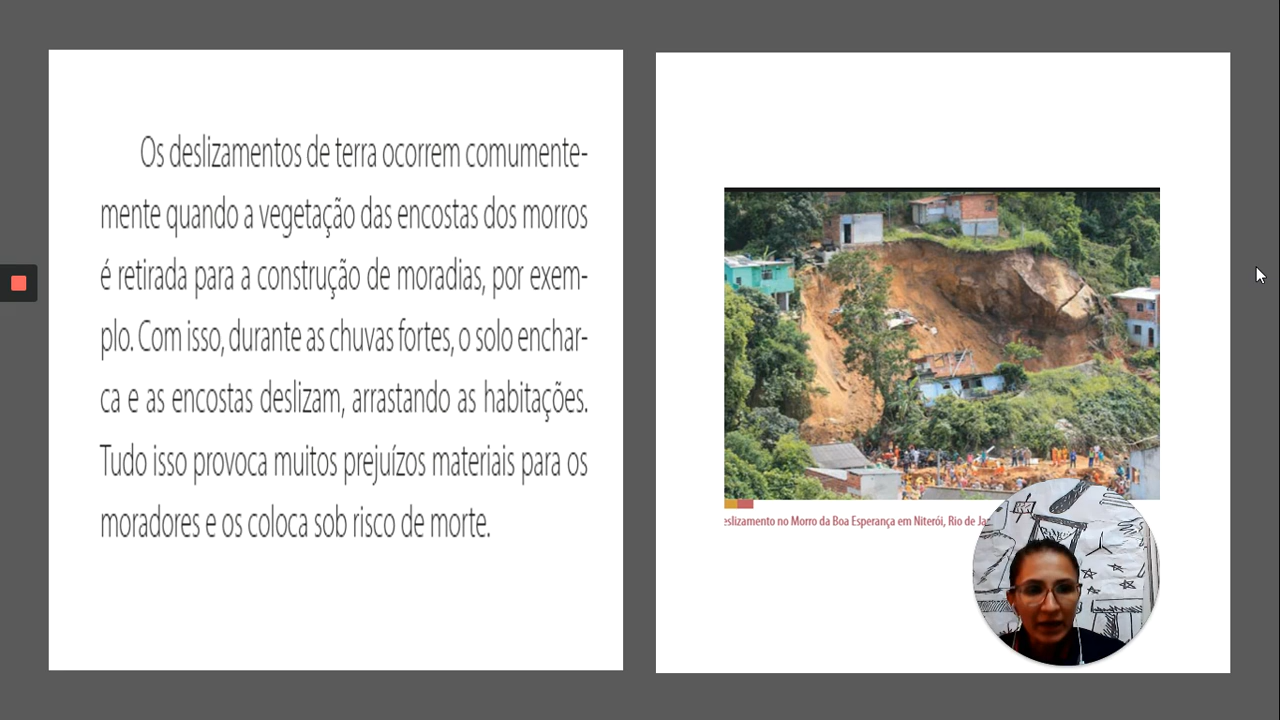 Os deslizamentos de terra ocorrem comumente-
mente quando a vegetação das encostas dos morros
é retirada para a construção de moradias, por exem-
plo. Com isso, durante as chuvas fortes, o solo enchar-
ca e as encostas deslizam, arrastando as habitações.
Tudo isso provoca muitos prejuízos materiais para os
moradores e os coloca sob risco de morte.
eslizamento no Morro da Boa Esperança em Niterói, Rio de